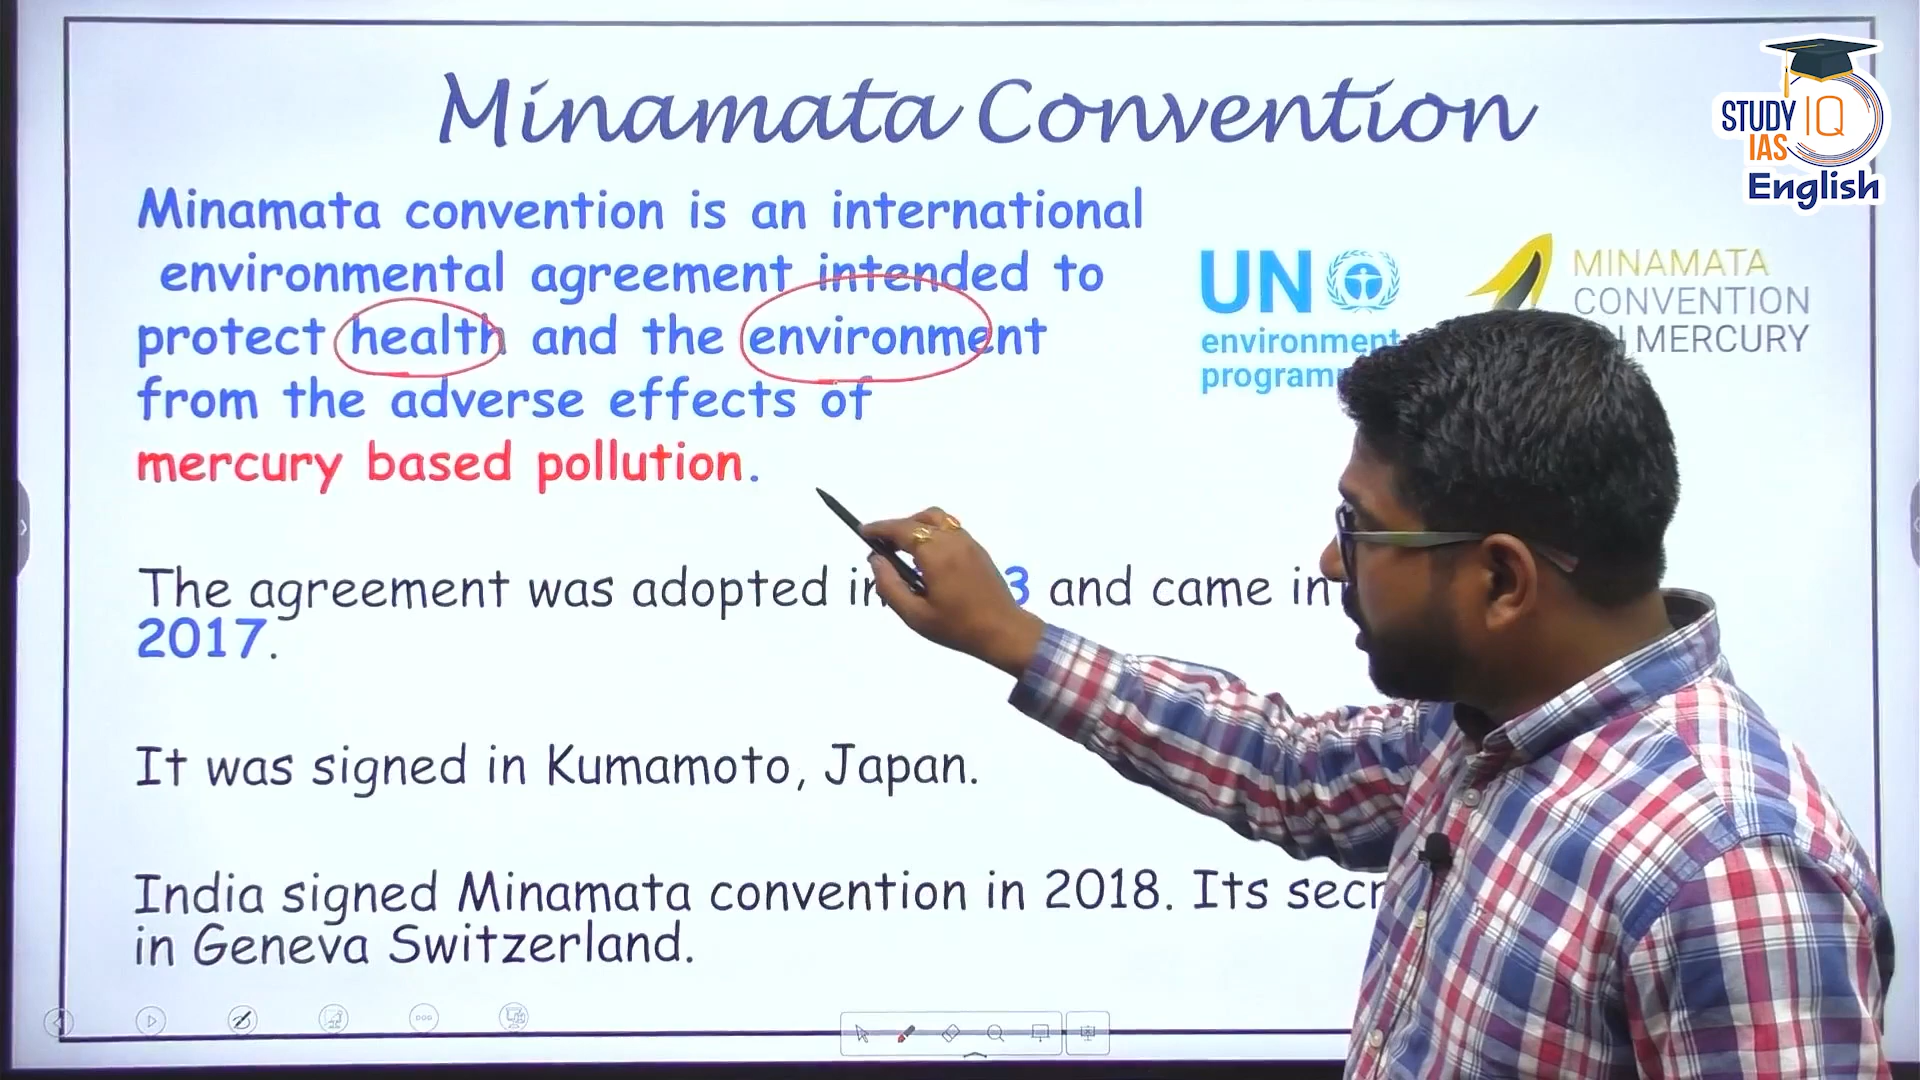 Minamata Convention
STUDY IQ
IAS
English
Minamata convention is an international
environmental agreement intended to
protect health and the environment
from the adverse effects of
mercury based pollution.
UN
environment
MINAMATA
CONVENTION
MERCURY
The agreement was adopted in 3 and came
2017.
It was signed in Kumamoto, Japan.
India signed Minamata convention in 2018. Its
in Geneva Switzerland.